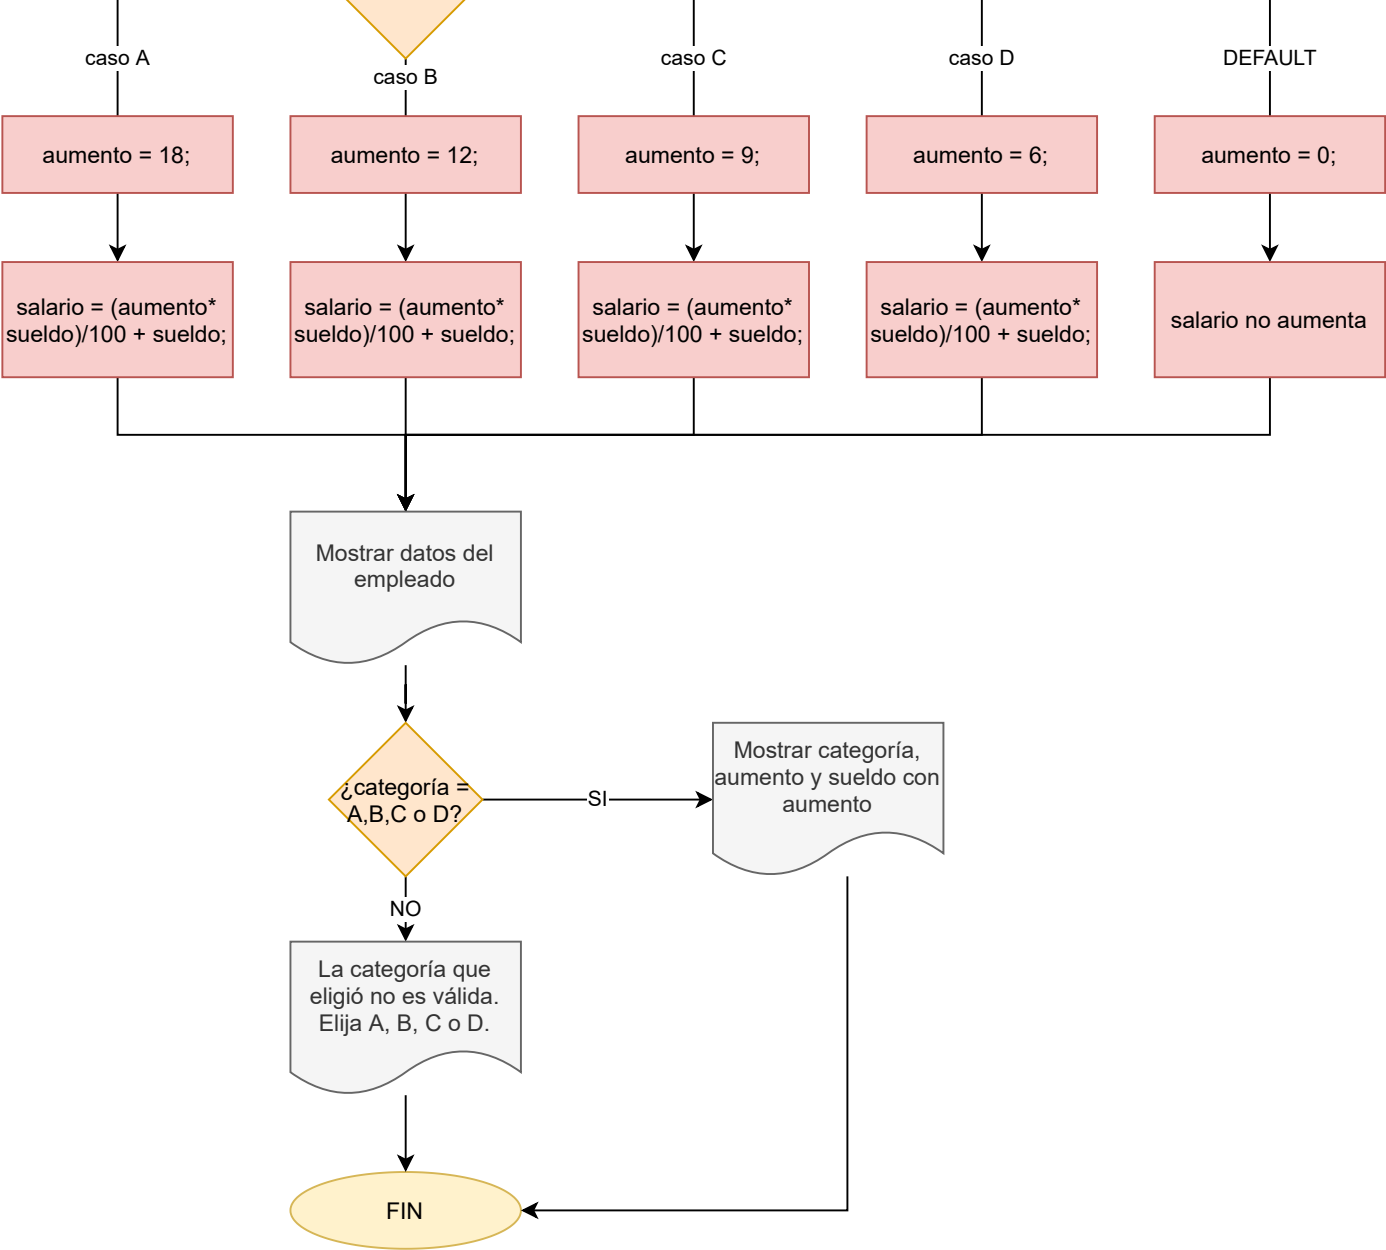 caso A
caso B
caso C
caso D
DEFAULT
aumento = 18;
aumento = 12;
aumento = 9;
aumento = 6;
aumento = 0;
salario = (aumento*
sueldo)/100 + sueldo;
salario = (aumento*
sueldo)/100 + sueldo;
salario = (aumento*
sueldo)/100 + sueldo;
salario = (aumento*
sueldo)/100 + sueldo;
salario no aumenta
Mostrar datos del
empleado
¿categoría =
A,B,C o D?
SI
Mostrar categoría,
aumento y sueldo con
aumento
NO
La categoría que
eligió no es válida.
Elija A, B, C o D.
FIN